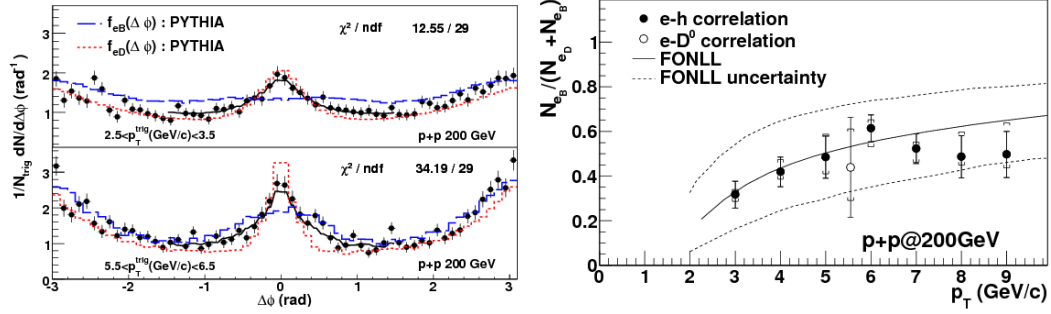 f_eB(Δ φ) : PYTHIA
f_eD(Δ φ) : PYTHIA
χ² / ndf 12.55 / 29
3
2
1
0
2.5<p_T^trig(GeV/c)<3.5
p+p 200 GeV
1/N_trig dN/dΔφ (rad⁻¹)
χ² / ndf 34.19 / 29
3
2
1
0
5.5<p_T^trig(GeV/c)<6.5
p+p 200 GeV
-3 -2 -1 0 1 2 3
Δφ (rad)
N_eB/(N_eD+N_eB)
e-h correlation
e-D⁰ correlation
FONLL
FONLL uncertainty
1
0.8
0.6
0.4
0.2
0
p+p@200GeV
0 1 2 3 4 5 6 7 8 9
p_T (GeV/c)